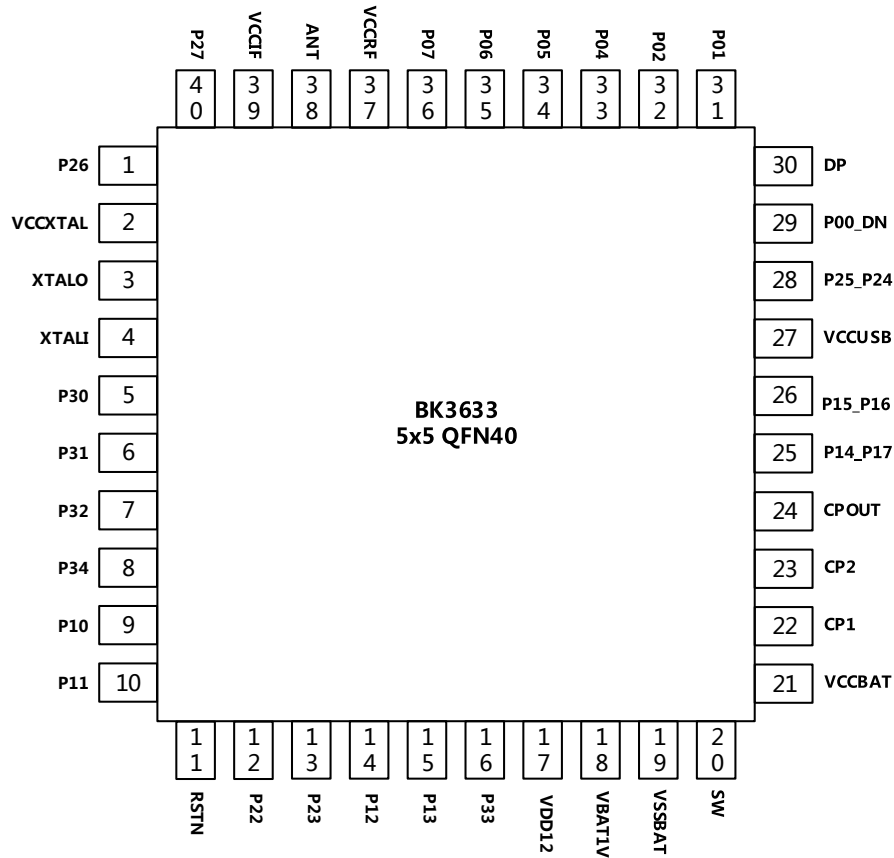 P27 VCCIF ANT VCCRF P07 P06 P05 P04 P02 P01
40 39 38 37 36 35 34 33 32 31
P26 1
VCCXTAL 2
XTALO 3
XTALI 4
P30 5
P31 6
P32 7
P34 8
P10 9
P11 10
BK3633
5x5 QFN40
30 DP
29 P00_DN
28 P25_P24
27 VCCUSB
26 P15_P16
25 P14_P17
24 CPOUT
23 CP2
22 CP1
21 VCCBAT
11 12 13 14 15 16 17 18 19 20
RSTN P22 P23 P12 P13 P33 VDD12 VBAT1V VSSBAT SW